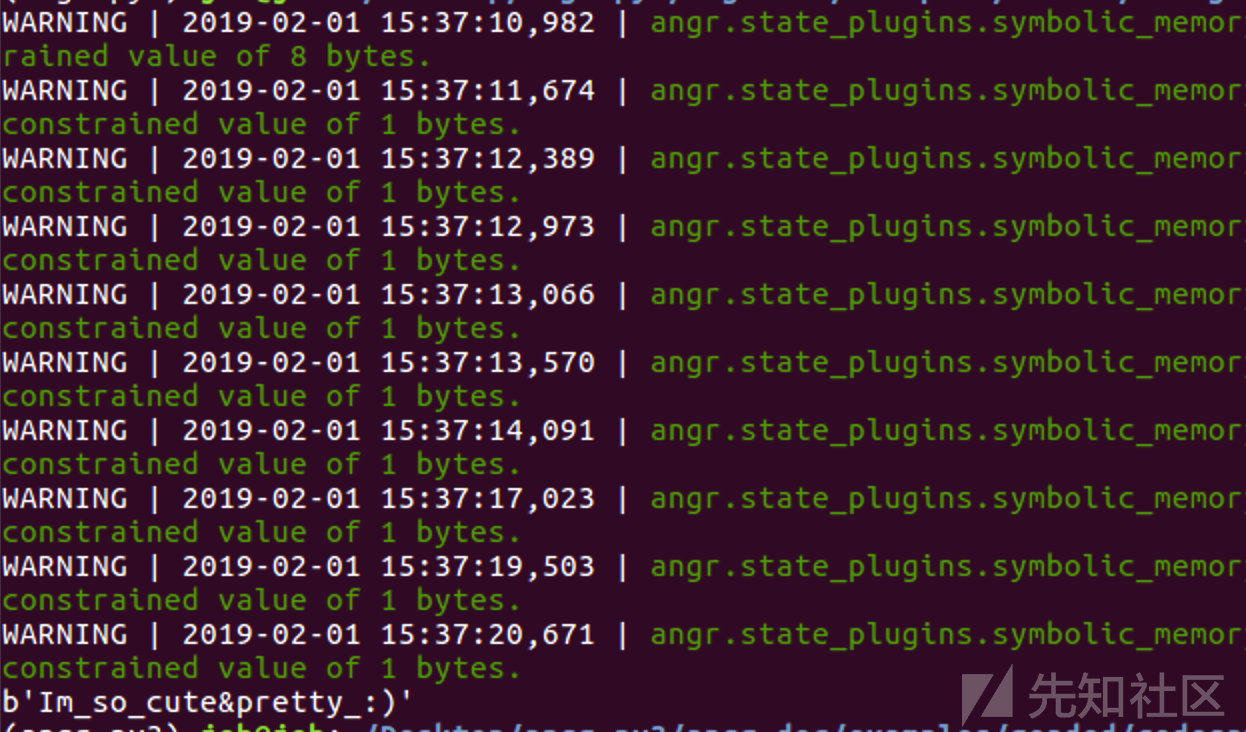 WARNING | 2019-02-01 15:37:10,982 | angr.state_plugins.symbolic_memor
rained value of 8 bytes.
WARNING | 2019-02-01 15:37:11,674 | angr.state_plugins.symbolic_memor
constrained value of 1 bytes.
WARNING | 2019-02-01 15:37:12,389 | angr.state_plugins.symbolic_memor
constrained value of 1 bytes.
WARNING | 2019-02-01 15:37:12,973 | angr.state_plugins.symbolic_memor
constrained value of 1 bytes.
WARNING | 2019-02-01 15:37:13,066 | angr.state_plugins.symbolic_memor
constrained value of 1 bytes.
WARNING | 2019-02-01 15:37:13,570 | angr.state_plugins.symbolic_memor
constrained value of 1 bytes.
WARNING | 2019-02-01 15:37:14,091 | angr.state_plugins.symbolic_memor
constrained value of 1 bytes.
WARNING | 2019-02-01 15:37:17,023 | angr.state_plugins.symbolic_memor
constrained value of 1 bytes.
WARNING | 2019-02-01 15:37:19,503 | angr.state_plugins.symbolic_memor
constrained value of 1 bytes.
WARNING | 2019-02-01 15:37:20,671 | angr.state_plugins.symbolic_memor
constrained value of 1 bytes.
b'Im_so_cute&pretty_:)'
先知社区